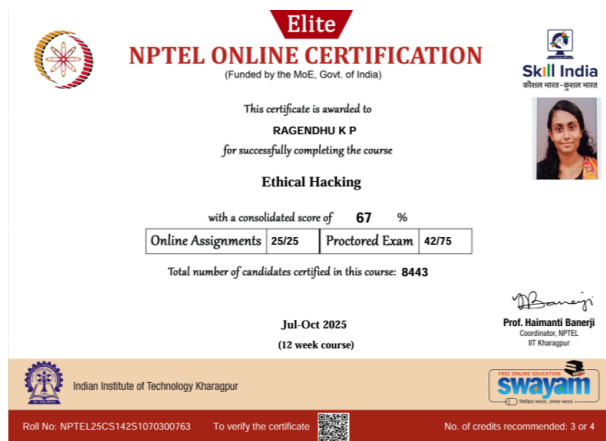 Elite
NPTEL ONLINE CERTIFICATION
(Funded by the MoE, Govt. of India)
Skill India
कौशल भारत-कुशल भारत
This certificate is awarded to
RAGENDHU K P
for successfully completing the course
Ethical Hacking
with a consolidated score of 67 %
Online Assignments 25/25 Proctored Exam 42/75
Total number of candidates certified in this course: 8443
Jul-Oct 2025
(12 week course)
Prof. Haimanti Banerji
Coordinator, NPTEL
IIT Kharagpur
Indian Institute of Technology Kharagpur
FREE ONLINE EDUCATION
swayam
शिक्षित भारत, उन्नत भारत
Roll No: NPTEL25CS142S1070300763 To verify the certificate No. of credits recommended: 3 or 4